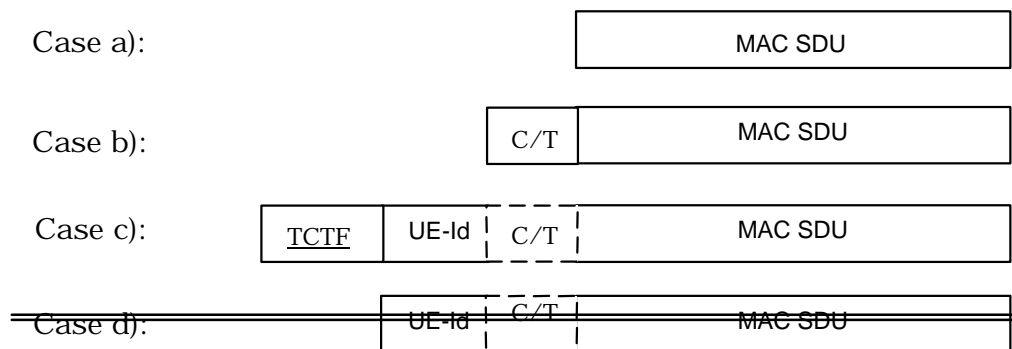 Case a): MAC SDU
Case b): C/T MAC SDU
Case c): TCTF UE-Id C/T MAC SDU
Case d): UE-Id C/T MAC SDU